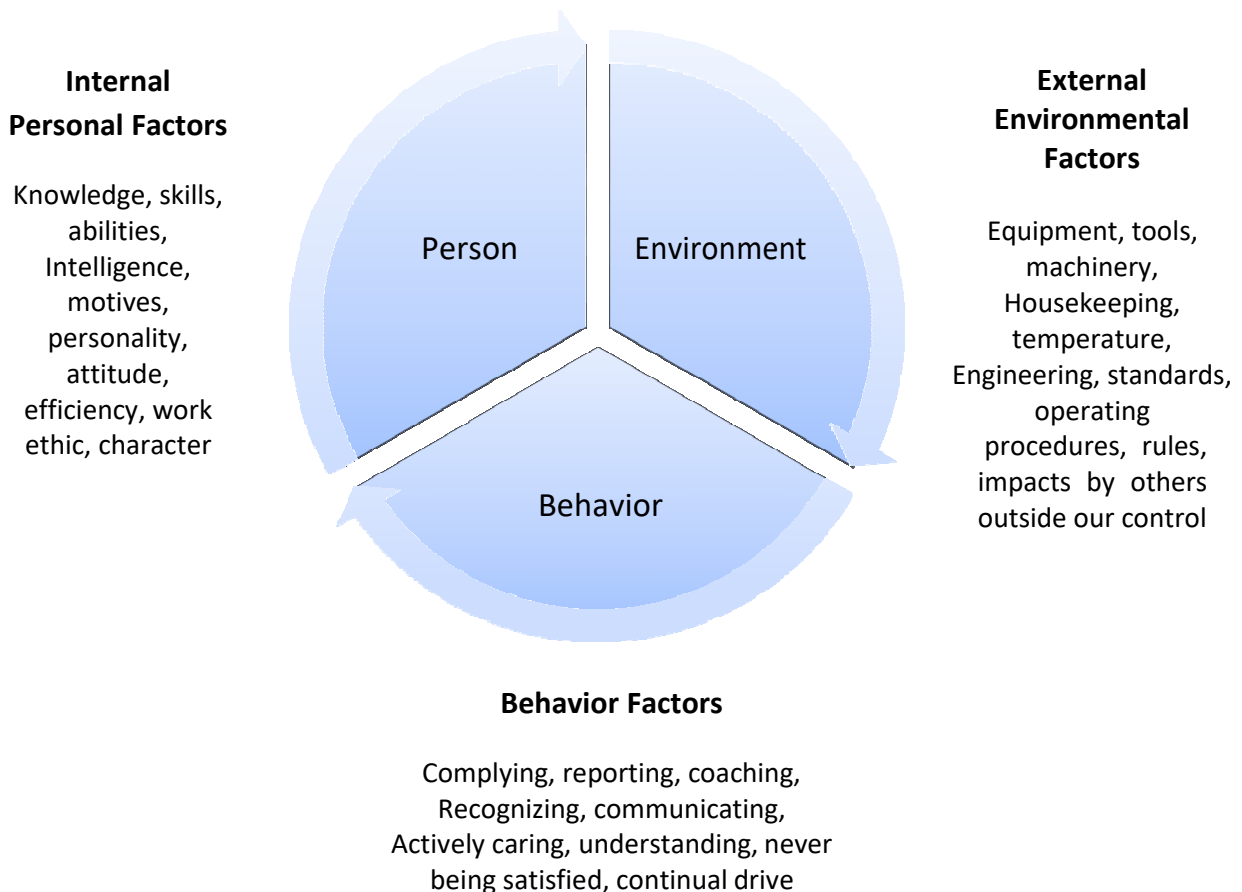 Internal
Personal Factors
Knowledge, skills,
abilities,
Intelligence,
motives,
personality,
attitude,
efficiency, work
ethic, character
Person
Environment
Behavior
External
Environmental
Factors
Equipment, tools,
machinery,
Housekeeping,
temperature,
Engineering, standards,
operating
procedures, rules,
impacts by others
outside our control
Behavior Factors
Complying, reporting, coaching,
Recognizing, communicating,
Actively caring, understanding, never
being satisfied, continual drive